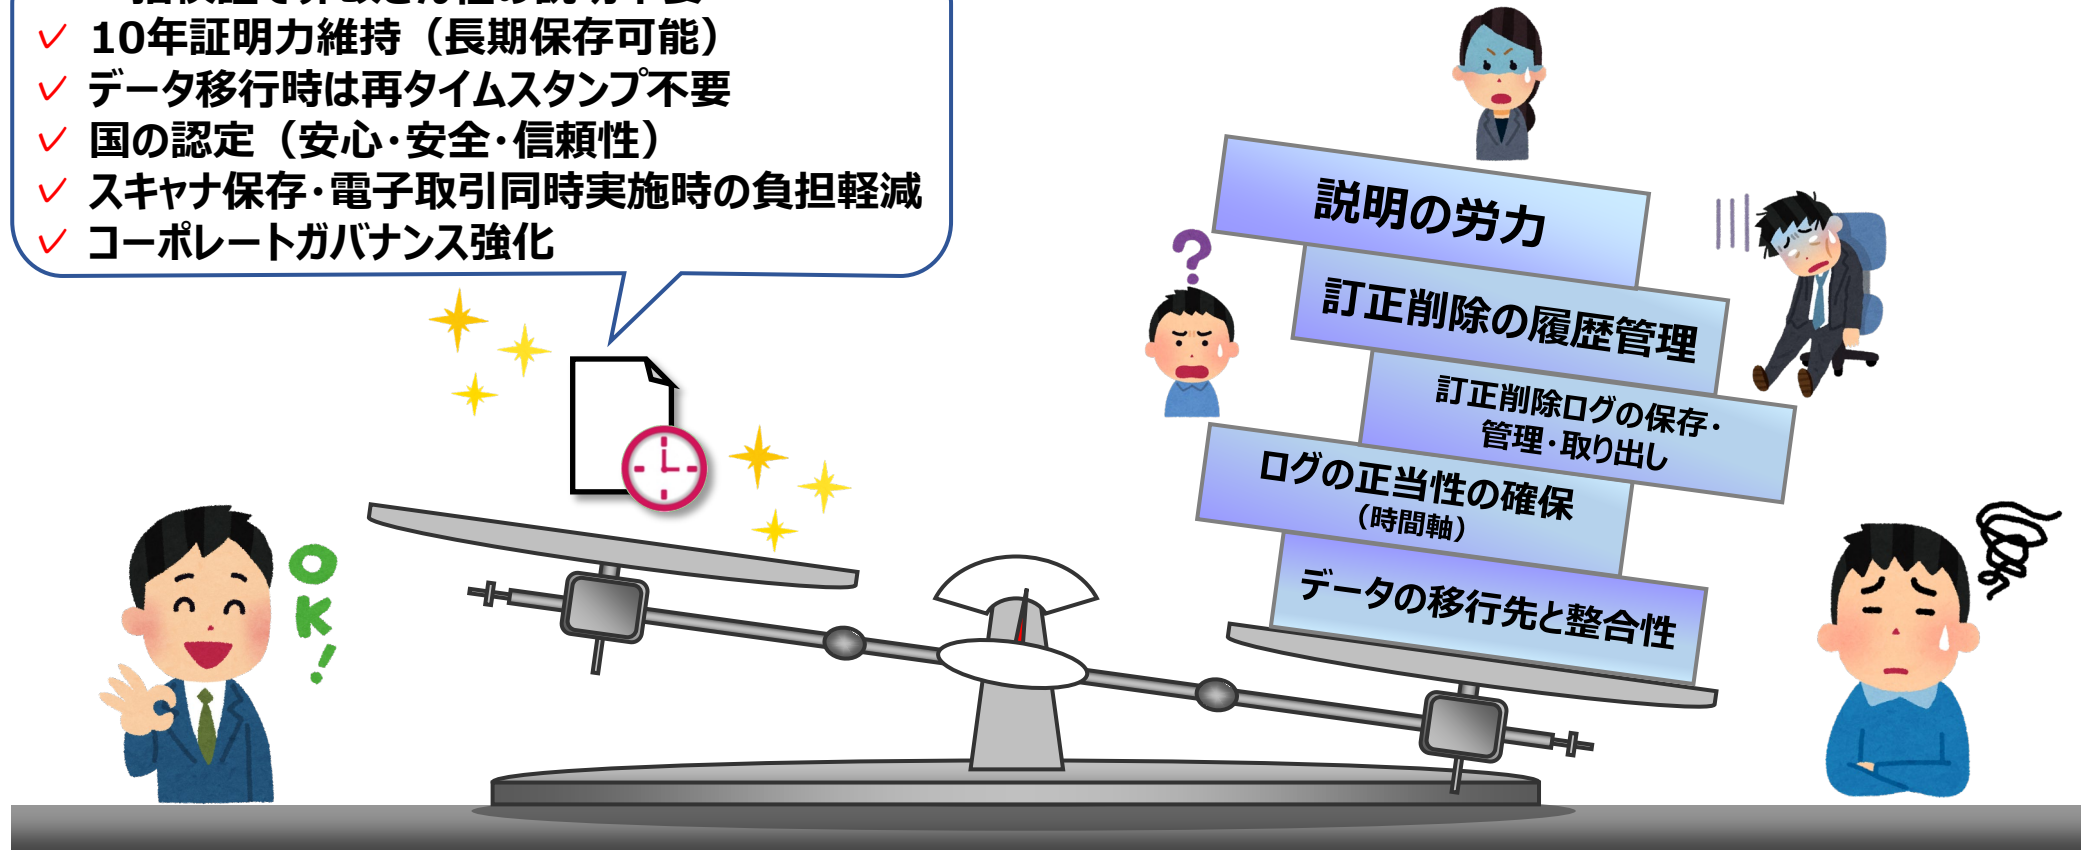 ✓ 10年証明力維持（長期保存可能）
✓ データ移行時は再タイムスタンプ不要
✓ 国の認定（安心・安全・信頼性）
✓ スキャナ保存・電子取引同時実施時の負担軽減
✓ コーポレートガバナンス強化
説明の労力
?
訂正削除の履歴管理
訂正削除ログの保存・
管理・取り出し
ログの正当性の確保
（時間軸）
データの移行先と整合性
OK!